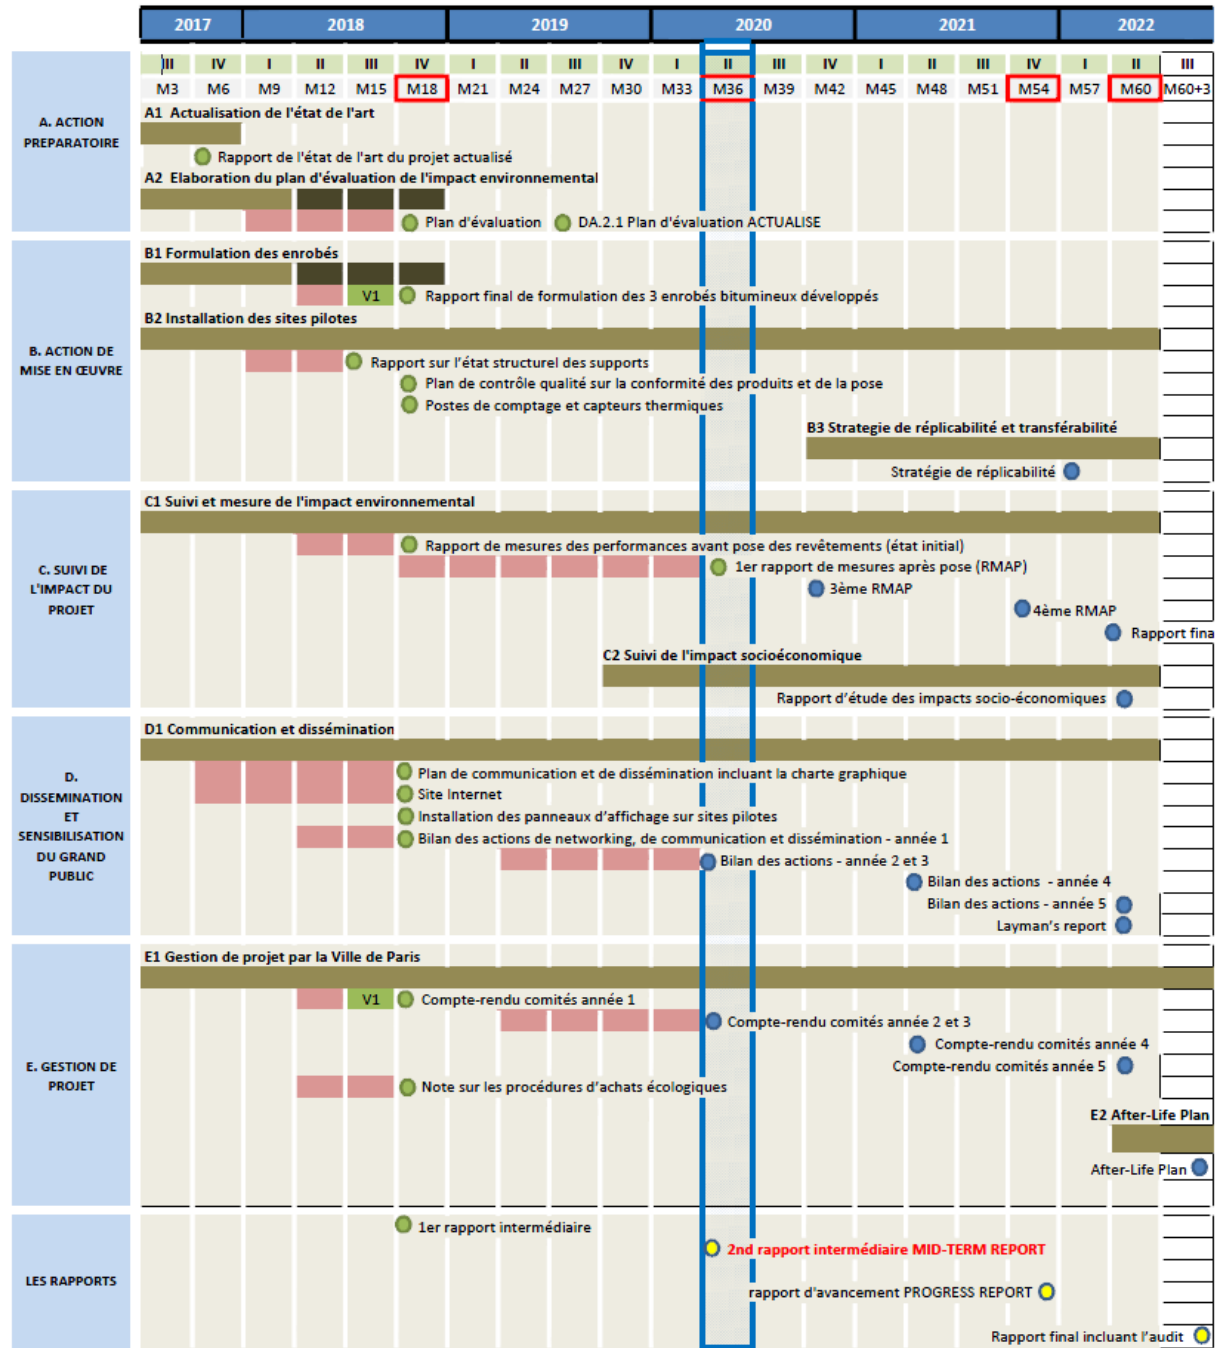 2017 2018 2019 2020 2021 2022
III IV I II III IV I II III IV I II III IV I II III IV I II III
M3 M6 M9 M12 M15 M18 M21 M24 M27 M30 M33 M36 M39 M42 M45 M48 M51 M54 M57 M60 M60+3
A. ACTION
PREPARATOIRE
A1 Actualisation de l'état de l'art
Rapport de l'état de l'art du projet actualisé
A2 Elaboration du plan d'évaluation de l'impact environnemental
Plan d'évaluation DA.2.1 Plan d'évaluation ACTUALISE
B. ACTION DE
MISE EN ŒUVRE
B1 Formulation des enrobés
V1 Rapport final de formulation des 3 enrobés bitumineux développés
B2 Installation des sites pilotes
Rapport sur l'état structurel des supports
Plan de contrôle qualité sur la conformité des produits et de la pose
Postes de comptage et capteurs thermiques
B3 Strategie de réplicabilité et transférabilité
Stratégie de réplicabilité
C. SUIVI DE
L'IMPACT DU
PROJET
C1 Suivi et mesure de l'impact environnemental
Rapport de mesures des performances avant pose des revêtements (état initial)
1er rapport de mesures après pose (RMAP)
3ème RMAP
4ème RMAP
Rapport fina
C2 Suivi de l'impact socioéconomique
Rapport d'étude des impacts socio-économiques
D.
DISSEMINATION
ET
SENSIBILISATION
DU GRAND
PUBLIC
D1 Communication et dissémination
Plan de communication et de dissémination incluant la charte graphique
Site Internet
Installation des panneaux d'affichage sur sites pilotes
Bilan des actions de networking, de communication et dissémination - année 1
Bilan des actions - année 2 et 3
Bilan des actions - année 4
Bilan des actions - année 5
Layman's report
E. GESTION DE
PROJET
E1 Gestion de projet par la Ville de Paris
V1 Compte-rendu comités année 1
Compte-rendu comités année 2 et 3
Compte-rendu comités année 4
Compte-rendu comités année 5
Note sur les procédures d'achats écologiques
E2 After-Life Plan
After-Life Plan
LES RAPPORTS
1er rapport intermédiaire
2nd rapport intermédiaire MID-TERM REPORT
rapport d'avancement PROGRESS REPORT
Rapport final incluant l'audit